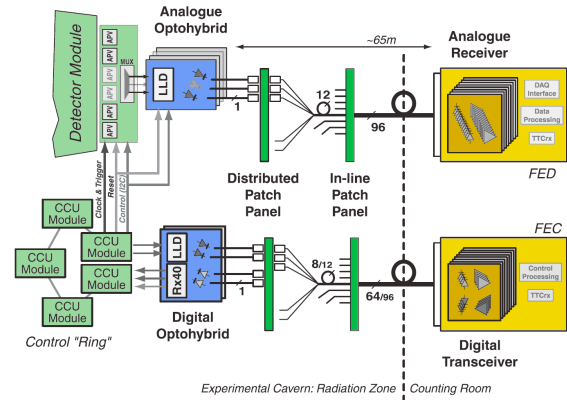 Analogue
Optohybrid
~65m
Analogue
Receiver
Detector Module
APV
APV
APV
APV
APV
APV
MUX
LLD
1
12
96
DAQ
Interface
Data
Processing
TTCrx
FED
Distributed
Patch
Panel
In-line
Patch
Panel
Clock & Trigger
Reset
Control (I2C)
CCU
Module
CCU
Module
CCU
Module
CCU
Module
CCU
Module
Control "Ring"
LLD
Rx40
1
Digital
Optohybrid
8/12
64/96
FEC
Control
Processing
TTCrx
Digital
Transceiver
Experimental Cavern: Radiation Zone
Counting Room